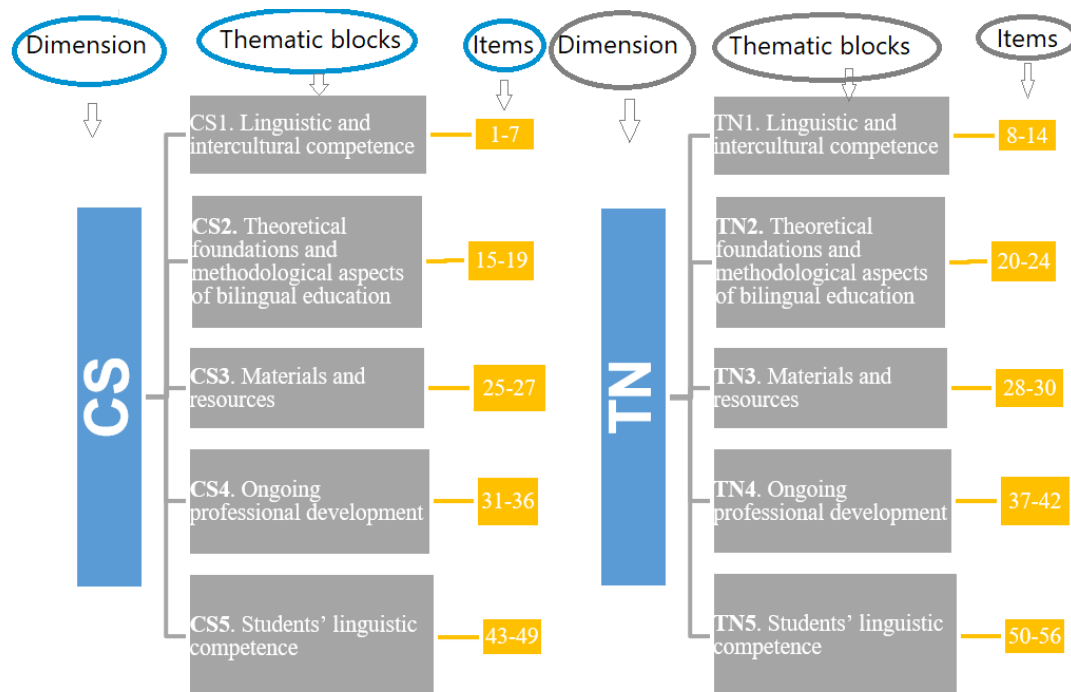 Dimension
Thematic blocks
Items
Dimension
Thematic blocks
Items
CS
CS1. Linguistic and
intercultural competence
1-7
CS2. Theoretical
foundations and
methodological aspects
of bilingual education
15-19
CS3. Materials and
resources
25-27
CS4. Ongoing
professional development
31-36
CS5. Students’ linguistic
competence
43-49
TN
TN1. Linguistic and
intercultural competence
8-14
TN2. Theoretical
foundations and
methodological aspects
of bilingual education
20-24
TN3. Materials and
resources
28-30
TN4. Ongoing
professional development
37-42
TN5. Students’ linguistic
competence
50-56